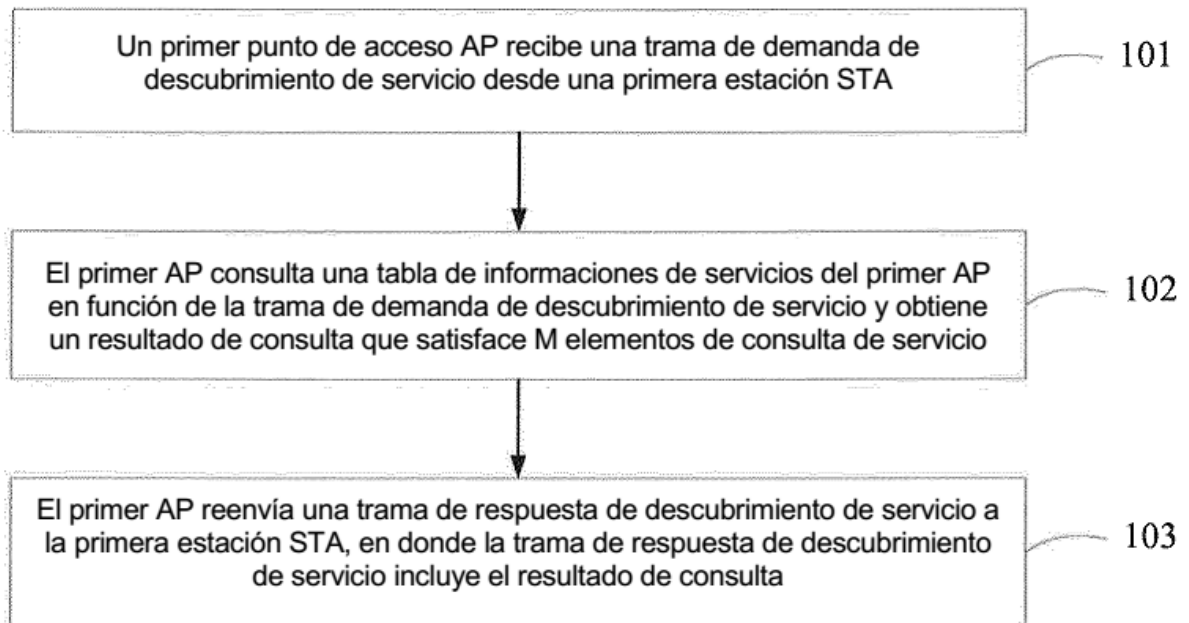 Un primer punto de acceso AP recibe una trama de demanda de
descubrimiento de servicio desde una primera estación STA
101
El primer AP consulta una tabla de informaciones de servicios del primer AP
en función de la trama de demanda de descubrimiento de servicio y obtiene
un resultado de consulta que satisface M elementos de consulta de servicio
102
El primer AP reenvía una trama de respuesta de descubrimiento de servicio a
la primera estación STA, en donde la trama de respuesta de descubrimiento
de servicio incluye el resultado de consulta
103